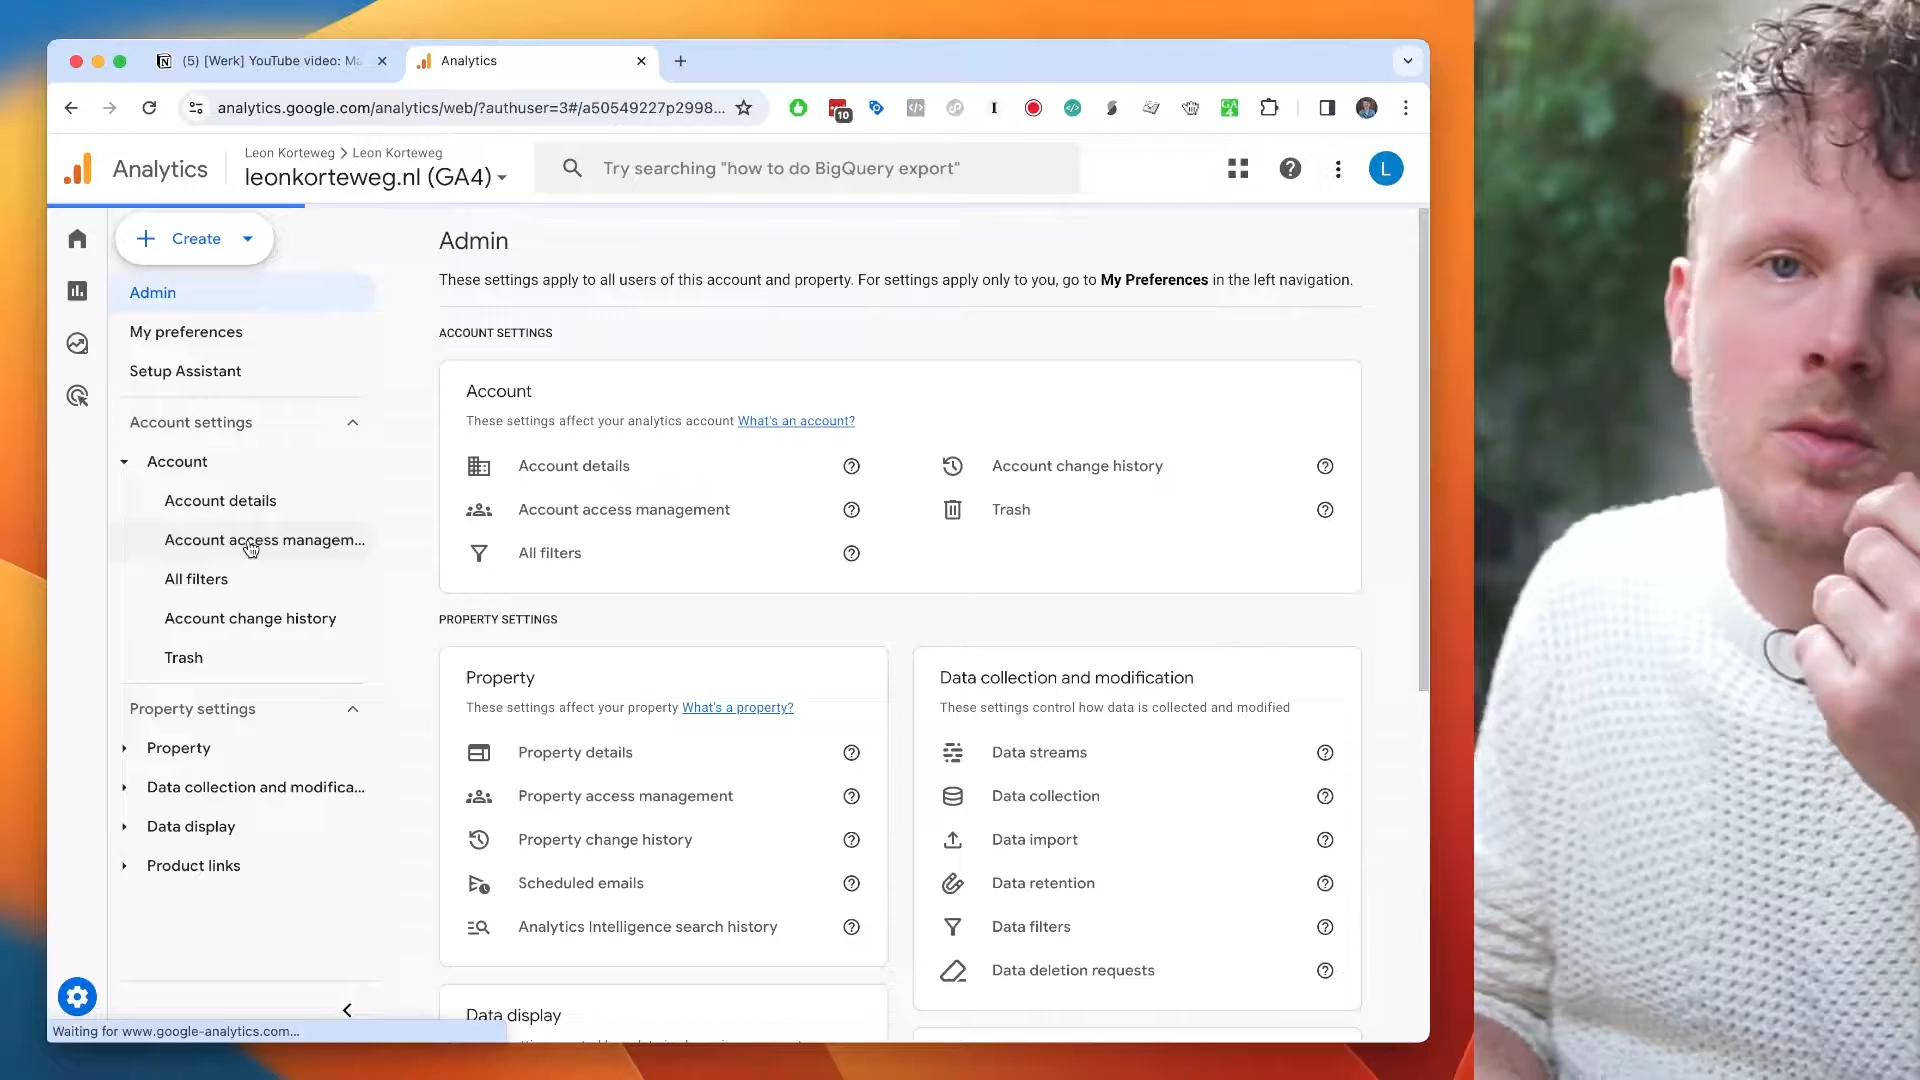 (5) [Werk] YouTube video: Ma
Analytics
analytics.google.com/analytics/web/?authuser=3#/a50549227p2998...
10
GA
4
Analytics
Leon Korteweg > Leon Korteweg
leonkorteweg.nl (GA4)
Try searching "how to do BigQuery export"
L
Create
Admin
My preferences
Setup Assistant
Account settings
Account
Account details
Account access managem...
All filters
Account change history
Trash
Property settings
Property
Data collection and modifica...
Data display
Product links
Waiting for www.google-analytics.com...
Admin
These settings apply to all users of this account and property. For settings apply only to you, go to My Preferences in the left navigation.
ACCOUNT SETTINGS
Account
These settings affect your analytics account What's an account?
Account details
Account access management
All filters
Account change history
Trash
PROPERTY SETTINGS
Property
These settings affect your property What's a property?
Property details
Property access management
Property change history
Scheduled emails
Analytics Intelligence search history
Data collection and modification
These settings control how data is collected and modified
Data streams
Data collection
Data import
Data retention
Data filters
Data deletion requests
Data display